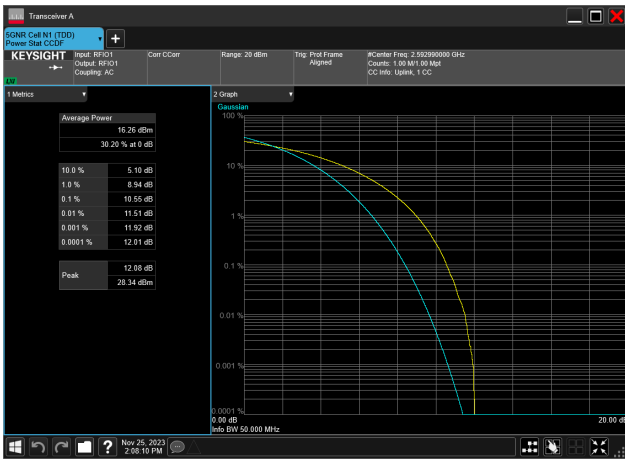 Transceiver A
5GNR Cell N1 (TDD)
Power Stat CCDF
KEYSIGHT
Input: RFIO1
Output: RFIO1
Coupling: AC
Corr CCorr
Range: 20 dBm
Trig: Prot Frame
Aligned
#Center Freq: 2.592990000 GHz
Counts: 1.00 M/1.00 Mpt
CC Info: Uplink, 1 CC
LXI
1 Metrics
Average Power
16.26 dBm
30.20 % at 0 dB
10.0 % 5.10 dB
1.0 % 8.94 dB
0.1 % 10.55 dB
0.01 % 11.51 dB
0.001 % 11.92 dB
0.0001 % 12.01 dB
Peak
12.08 dB
28.34 dBm
2 Graph
Gaussian
100 %
10 %
1 %
0.1 %
0.01 %
0.001 %
0.0001 %
0.00 dB
20.00 dB
Info BW 50.000 MHz
Nov 25, 2023
2:08:10 PM